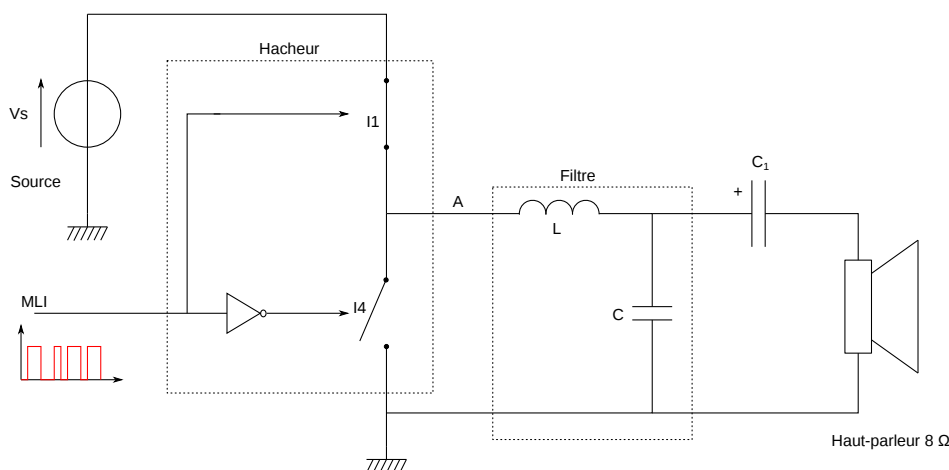 Hacheur
Vs
I1
Source
Filtre
C₁
+
A
L
MLI
I4
C
Haut-parleur 8 Ω